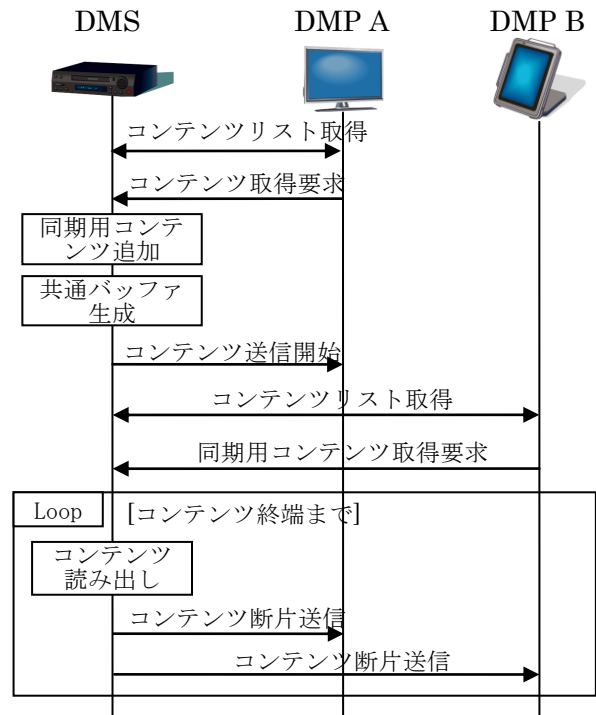 DMS DMP A DMP B
コンテンツリスト取得
コンテンツ取得要求
同期用コンテ
ンツ追加
共通バッファ
生成
コンテンツ送信開始
コンテンツリスト取得
同期用コンテンツ取得要求
Loop [コンテンツ終端まで]
コンテンツ
読み出し
コンテンツ断片送信
コンテンツ断片送信